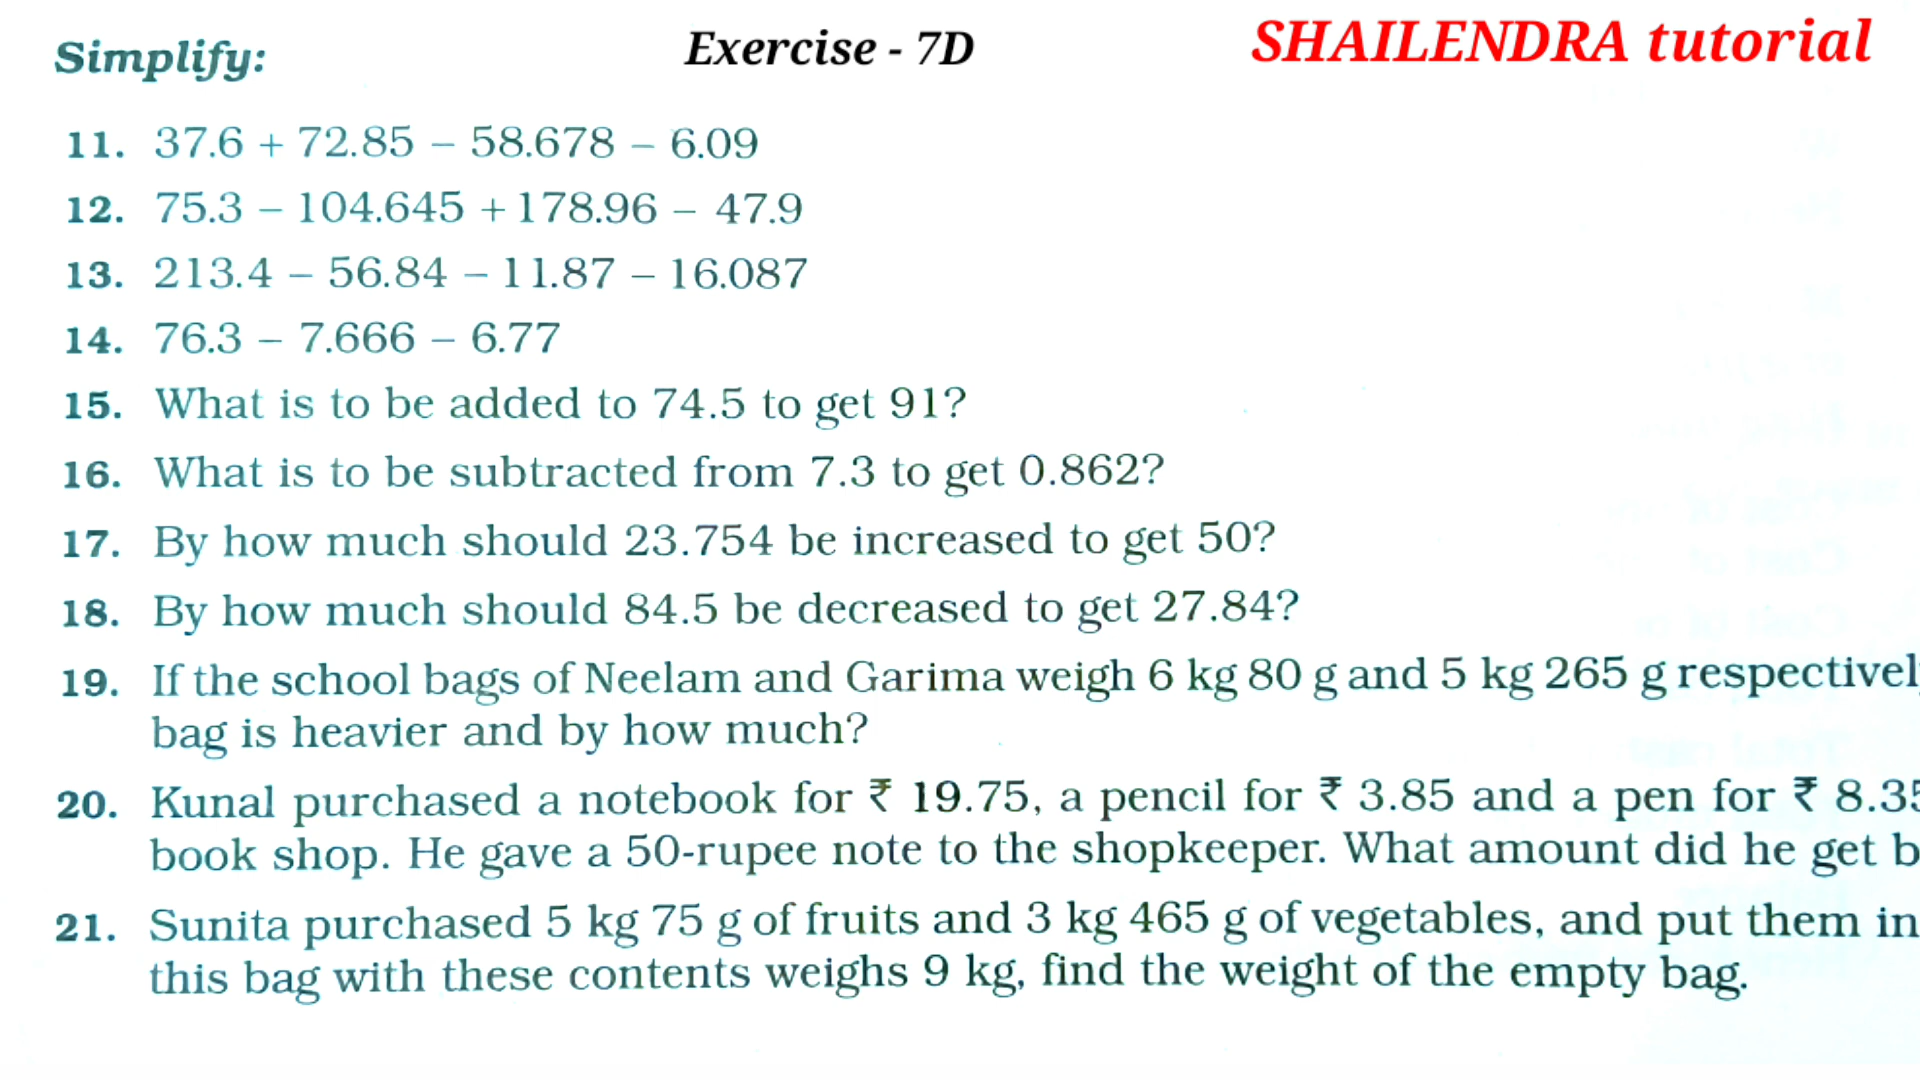 Simplify: Exercise - 7D SHAILENDRA tutorial
11. 37.6 + 72.85 – 58.678 – 6.09
12. 75.3 – 104.645 + 178.96 – 47.9
13. 213.4 – 56.84 – 11.87 – 16.087
14. 76.3 – 7.666 – 6.77
15. What is to be added to 74.5 to get 91?
16. What is to be subtracted from 7.3 to get 0.862?
17. By how much should 23.754 be increased to get 50?
18. By how much should 84.5 be decreased to get 27.84?
19. If the school bags of Neelam and Garima weigh 6 kg 80 g and 5 kg 265 g respectivel
bag is heavier and by how much?
20. Kunal purchased a notebook for ₹ 19.75, a pencil for ₹ 3.85 and a pen for ₹ 8.35
book shop. He gave a 50-rupee note to the shopkeeper. What amount did he get b
21. Sunita purchased 5 kg 75 g of fruits and 3 kg 465 g of vegetables, and put them in
this bag with these contents weighs 9 kg, find the weight of the empty bag.